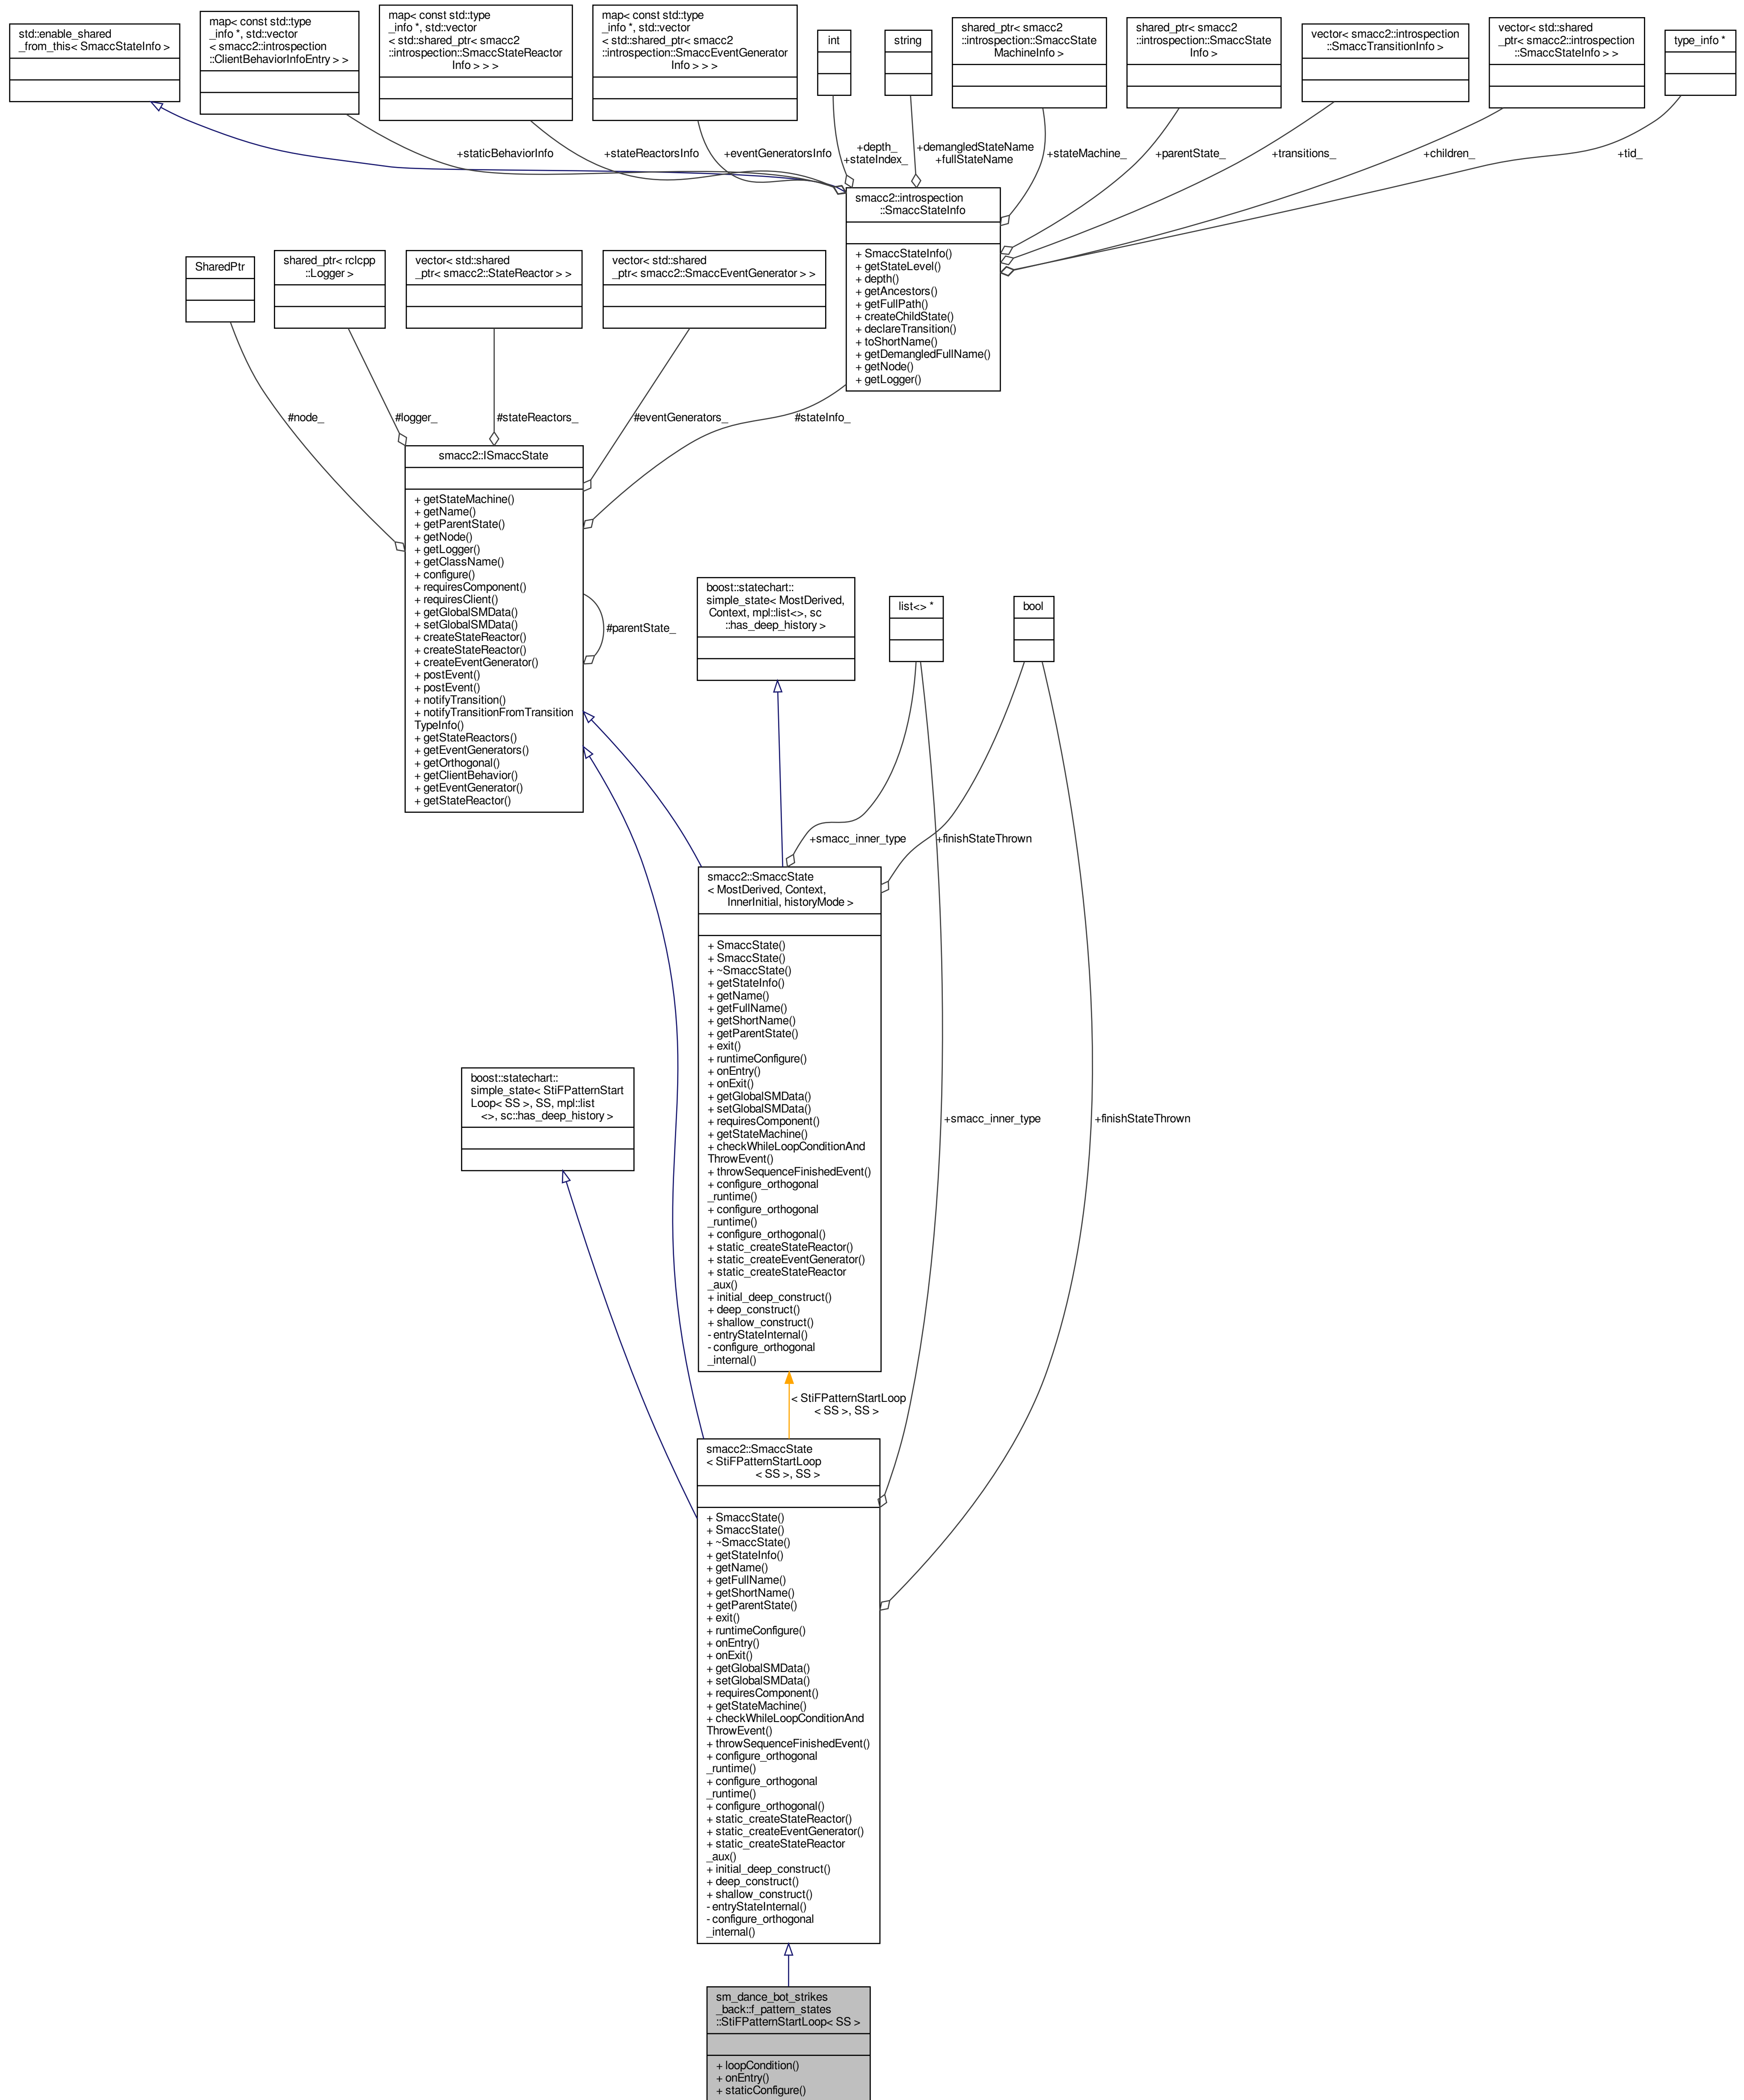 std::enable_shared
_from_this< SmaccStateInfo >
map< const std::type
_info *, std::vector
< smacc2::introspection
::ClientBehaviorInfoEntry > >
map< const std::type
_info *, std::vector
< std::shared_ptr< smacc2
::introspection::SmaccStateReactor
Info > > >
map< const std::type
_info *, std::vector
< std::shared_ptr< smacc2
::introspection::SmaccEventGenerator
Info > > >
int
string
shared_ptr< smacc2
::introspection::SmaccState
MachineInfo >
shared_ptr< smacc2
::introspection::SmaccState
Info >
vector< smacc2::introspection
::SmaccTransitionInfo >
vector< std::shared
_ptr< smacc2::introspection
::SmaccStateInfo > >
type_info *
+staticBehaviorInfo
+stateReactorsInfo
+eventGeneratorsInfo
+depth_
+stateIndex_
+demangledStateName
+fullStateName
+stateMachine_
+parentState_
+transitions_
+children_
+tid_
smacc2::introspection
::SmaccStateInfo
+ SmaccStateInfo()
+ getStateLevel()
+ depth()
+ getAncestors()
+ getFullPath()
+ createChildState()
+ declareTransition()
+ toShortName()
+ getDemangledFullName()
+ getNode()
+ getLogger()
SharedPtr
shared_ptr< rclcpp
::Logger >
vector< std::shared
_ptr< smacc2::StateReactor > >
vector< std::shared
_ptr< smacc2::SmaccEventGenerator > >
#node_
#logger_
#stateReactors_
#eventGenerators_
#stateInfo_
smacc2::ISmaccState
+ getStateMachine()
+ getName()
+ getParentState()
+ getNode()
+ getLogger()
+ getClassName()
+ configure()
+ requiresComponent()
+ requiresClient()
+ getGlobalSMData()
+ setGlobalSMData()
+ createStateReactor()
+ createStateReactor()
+ createEventGenerator()
+ postEvent()
+ postEvent()
+ notifyTransition()
+ notifyTransitionFromTransition
TypeInfo()
+ getStateReactors()
+ getEventGenerators()
+ getOrthogonal()
+ getClientBehavior()
+ getEventGenerator()
+ getStateReactor()
#parentState_
boost::statechart::
simple_state< MostDerived,
Context, mpl::list<>, sc
::has_deep_history >
list<> *
bool
+smacc_inner_type
+finishStateThrown
smacc2::SmaccState
< MostDerived, Context,
InnerInitial, historyMode >
+ SmaccState()
+ SmaccState()
+ ~SmaccState()
+ getStateInfo()
+ getName()
+ getFullName()
+ getShortName()
+ getParentState()
+ exit()
+ runtimeConfigure()
+ onEntry()
+ onExit()
+ getGlobalSMData()
+ setGlobalSMData()
+ requiresComponent()
+ getStateMachine()
+ checkWhileLoopConditionAnd
ThrowEvent()
+ throwSequenceFinishedEvent()
+ configure_orthogonal
_runtime()
+ configure_orthogonal
_runtime()
+ configure_orthogonal()
+ static_createStateReactor()
+ static_createEventGenerator()
+ static_createStateReactor
_aux()
+ initial_deep_construct()
+ deep_construct()
+ shallow_construct()
- entryStateInternal()
- configure_orthogonal
_internal()
boost::statechart::
simple_state< StiFPatternStart
Loop< SS >, SS, mpl::list
<>, sc::has_deep_history >
+smacc_inner_type
+finishStateThrown
< StiFPatternStartLoop
< SS >, SS >
smacc2::SmaccState
< StiFPatternStartLoop
< SS >, SS >
+ SmaccState()
+ SmaccState()
+ ~SmaccState()
+ getStateInfo()
+ getName()
+ getFullName()
+ getShortName()
+ getParentState()
+ exit()
+ runtimeConfigure()
+ onEntry()
+ onExit()
+ getGlobalSMData()
+ setGlobalSMData()
+ requiresComponent()
+ getStateMachine()
+ checkWhileLoopConditionAnd
ThrowEvent()
+ throwSequenceFinishedEvent()
+ configure_orthogonal
_runtime()
+ configure_orthogonal
_runtime()
+ configure_orthogonal()
+ static_createStateReactor()
+ static_createEventGenerator()
+ static_createStateReactor
_aux()
+ initial_deep_construct()
+ deep_construct()
+ shallow_construct()
- entryStateInternal()
- configure_orthogonal
_internal()
sm_dance_bot_strikes
_back::f_pattern_states
::StiFPatternStartLoop< SS >
+ loopCondition()
+ onEntry()
+ staticConfigure()